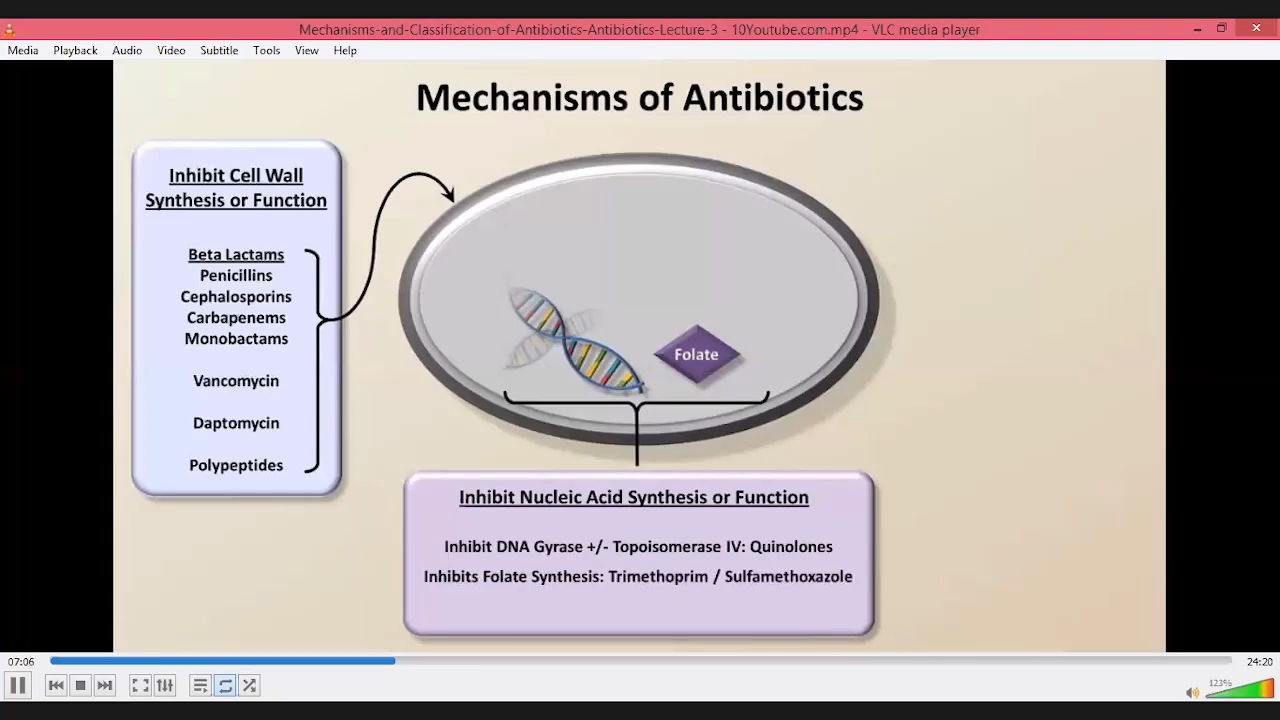 Mechanisms-and-Classification-of-Antibiotics-Antibiotics-Lecture-3 - 10Youtube.com.mp4 - VLC media player
Media Playback Audio Video Subtitle Tools View Help
Mechanisms of Antibiotics
Inhibit Cell Wall
Synthesis or Function
Beta Lactams
Penicillins
Cephalosporins
Carbapenems
Monobactams
Vancomycin
Daptomycin
Polypeptides
Folate
Inhibit Nucleic Acid Synthesis or Function
Inhibit DNA Gyrase +/- Topoisomerase IV: Quinolones
Inhibits Folate Synthesis: Trimethoprim / Sulfamethoxazole
07:06
24:20
123%